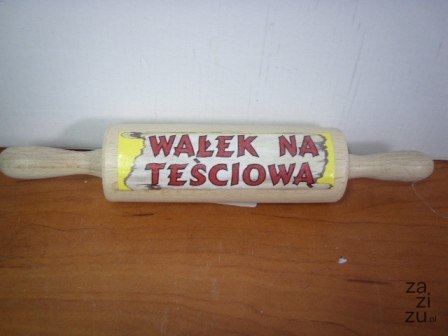 WAŁEK NA
TEŚCIOWĄ
za
zi
zu.pl